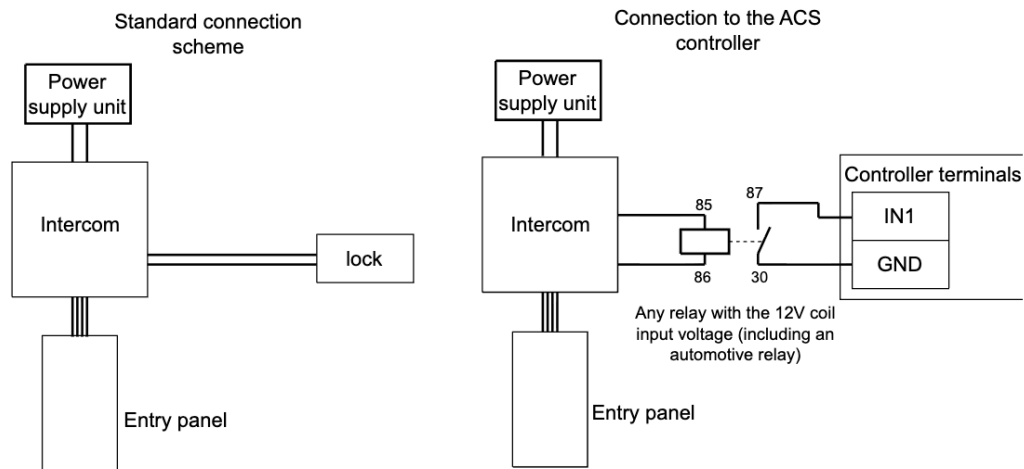 Standard connection
scheme
Power
supply unit
Intercom
lock
Entry panel
Connection to the ACS
controller
Power
supply unit
Intercom
85
86
87
30
Controller terminals
IN1
GND
Any relay with the 12V coil
input voltage (including an
automotive relay)
Entry panel